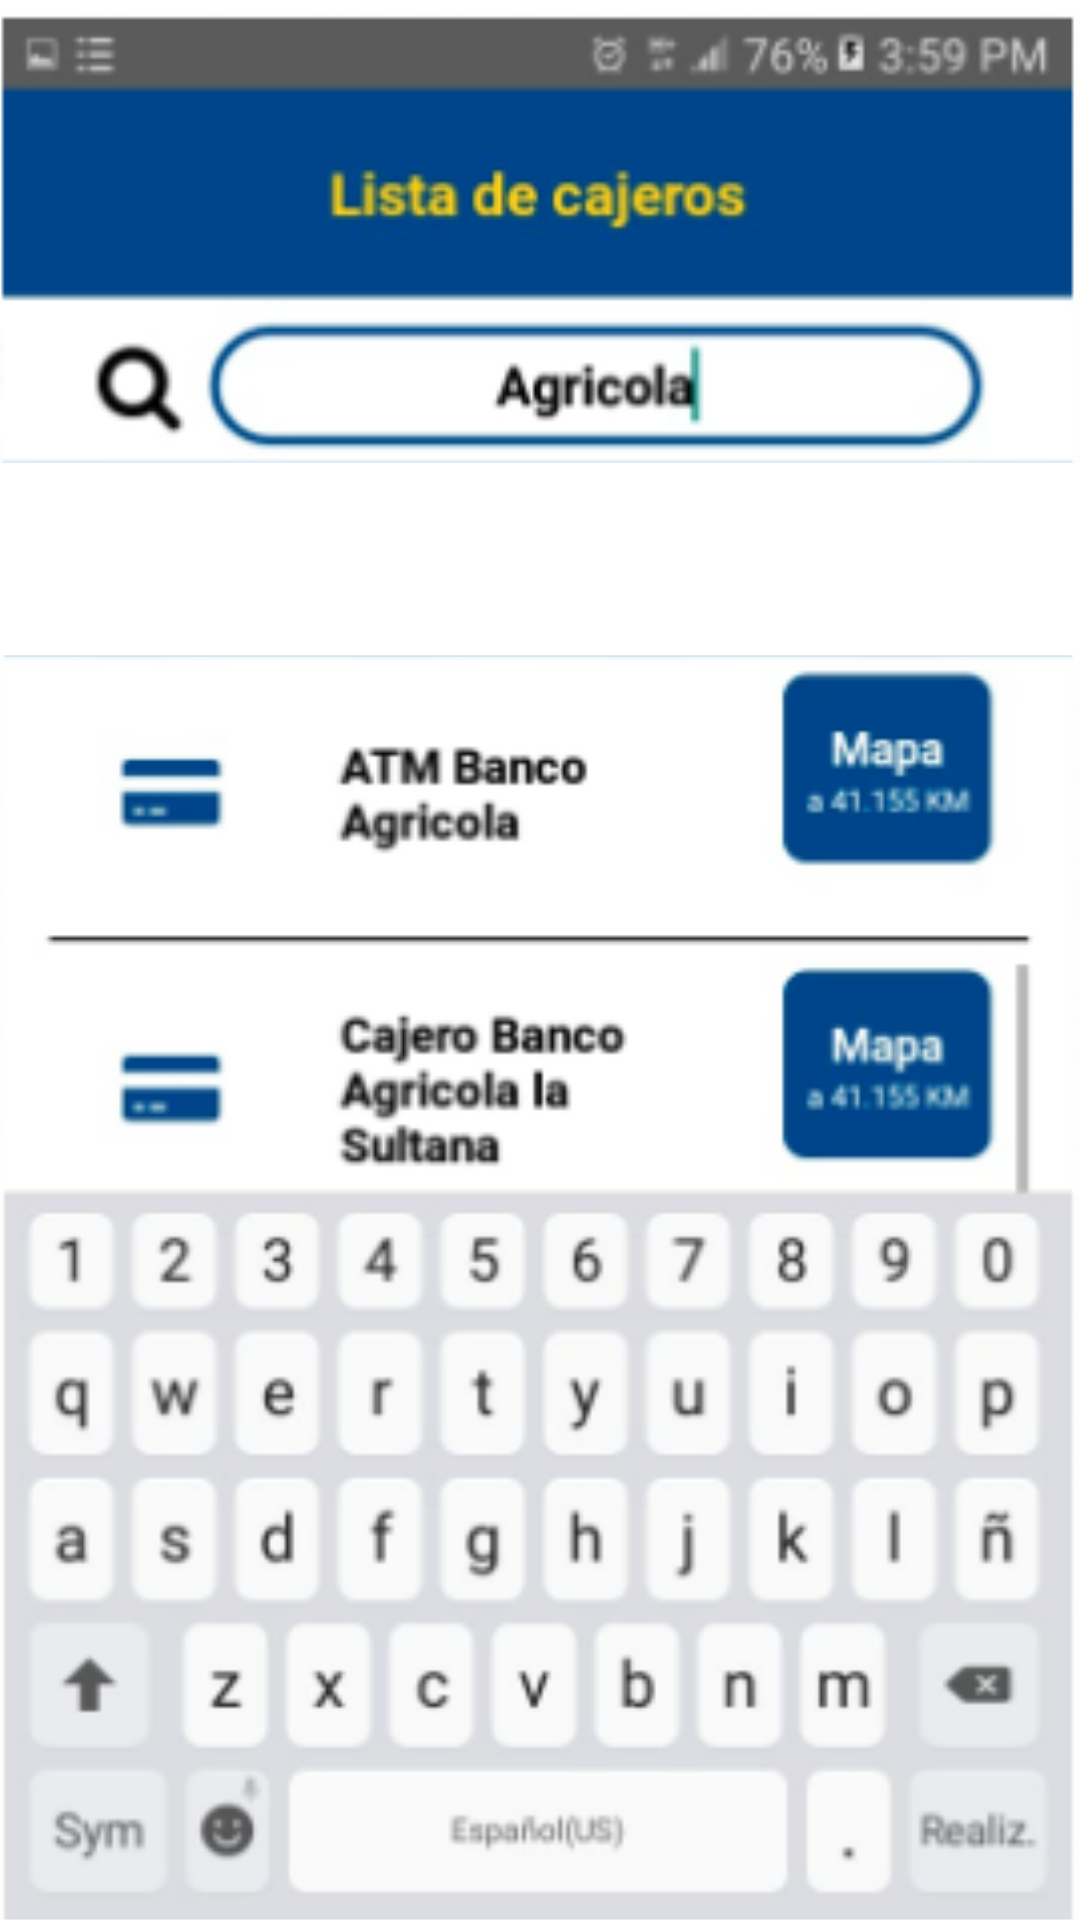 76% 3:59 PM
Lista de cajeros
Agricola
ATM Banco
Agricola
Mapa
a 41.155 KM
Cajero Banco
Agricola la
Sultana
Mapa
a 41.155 KM
1 2 3 4 5 6 7 8 9 0
q w e r t y u i o p
a s d f g h j k l ñ
z x c v b n m
Sym Español(US) . Realiz.